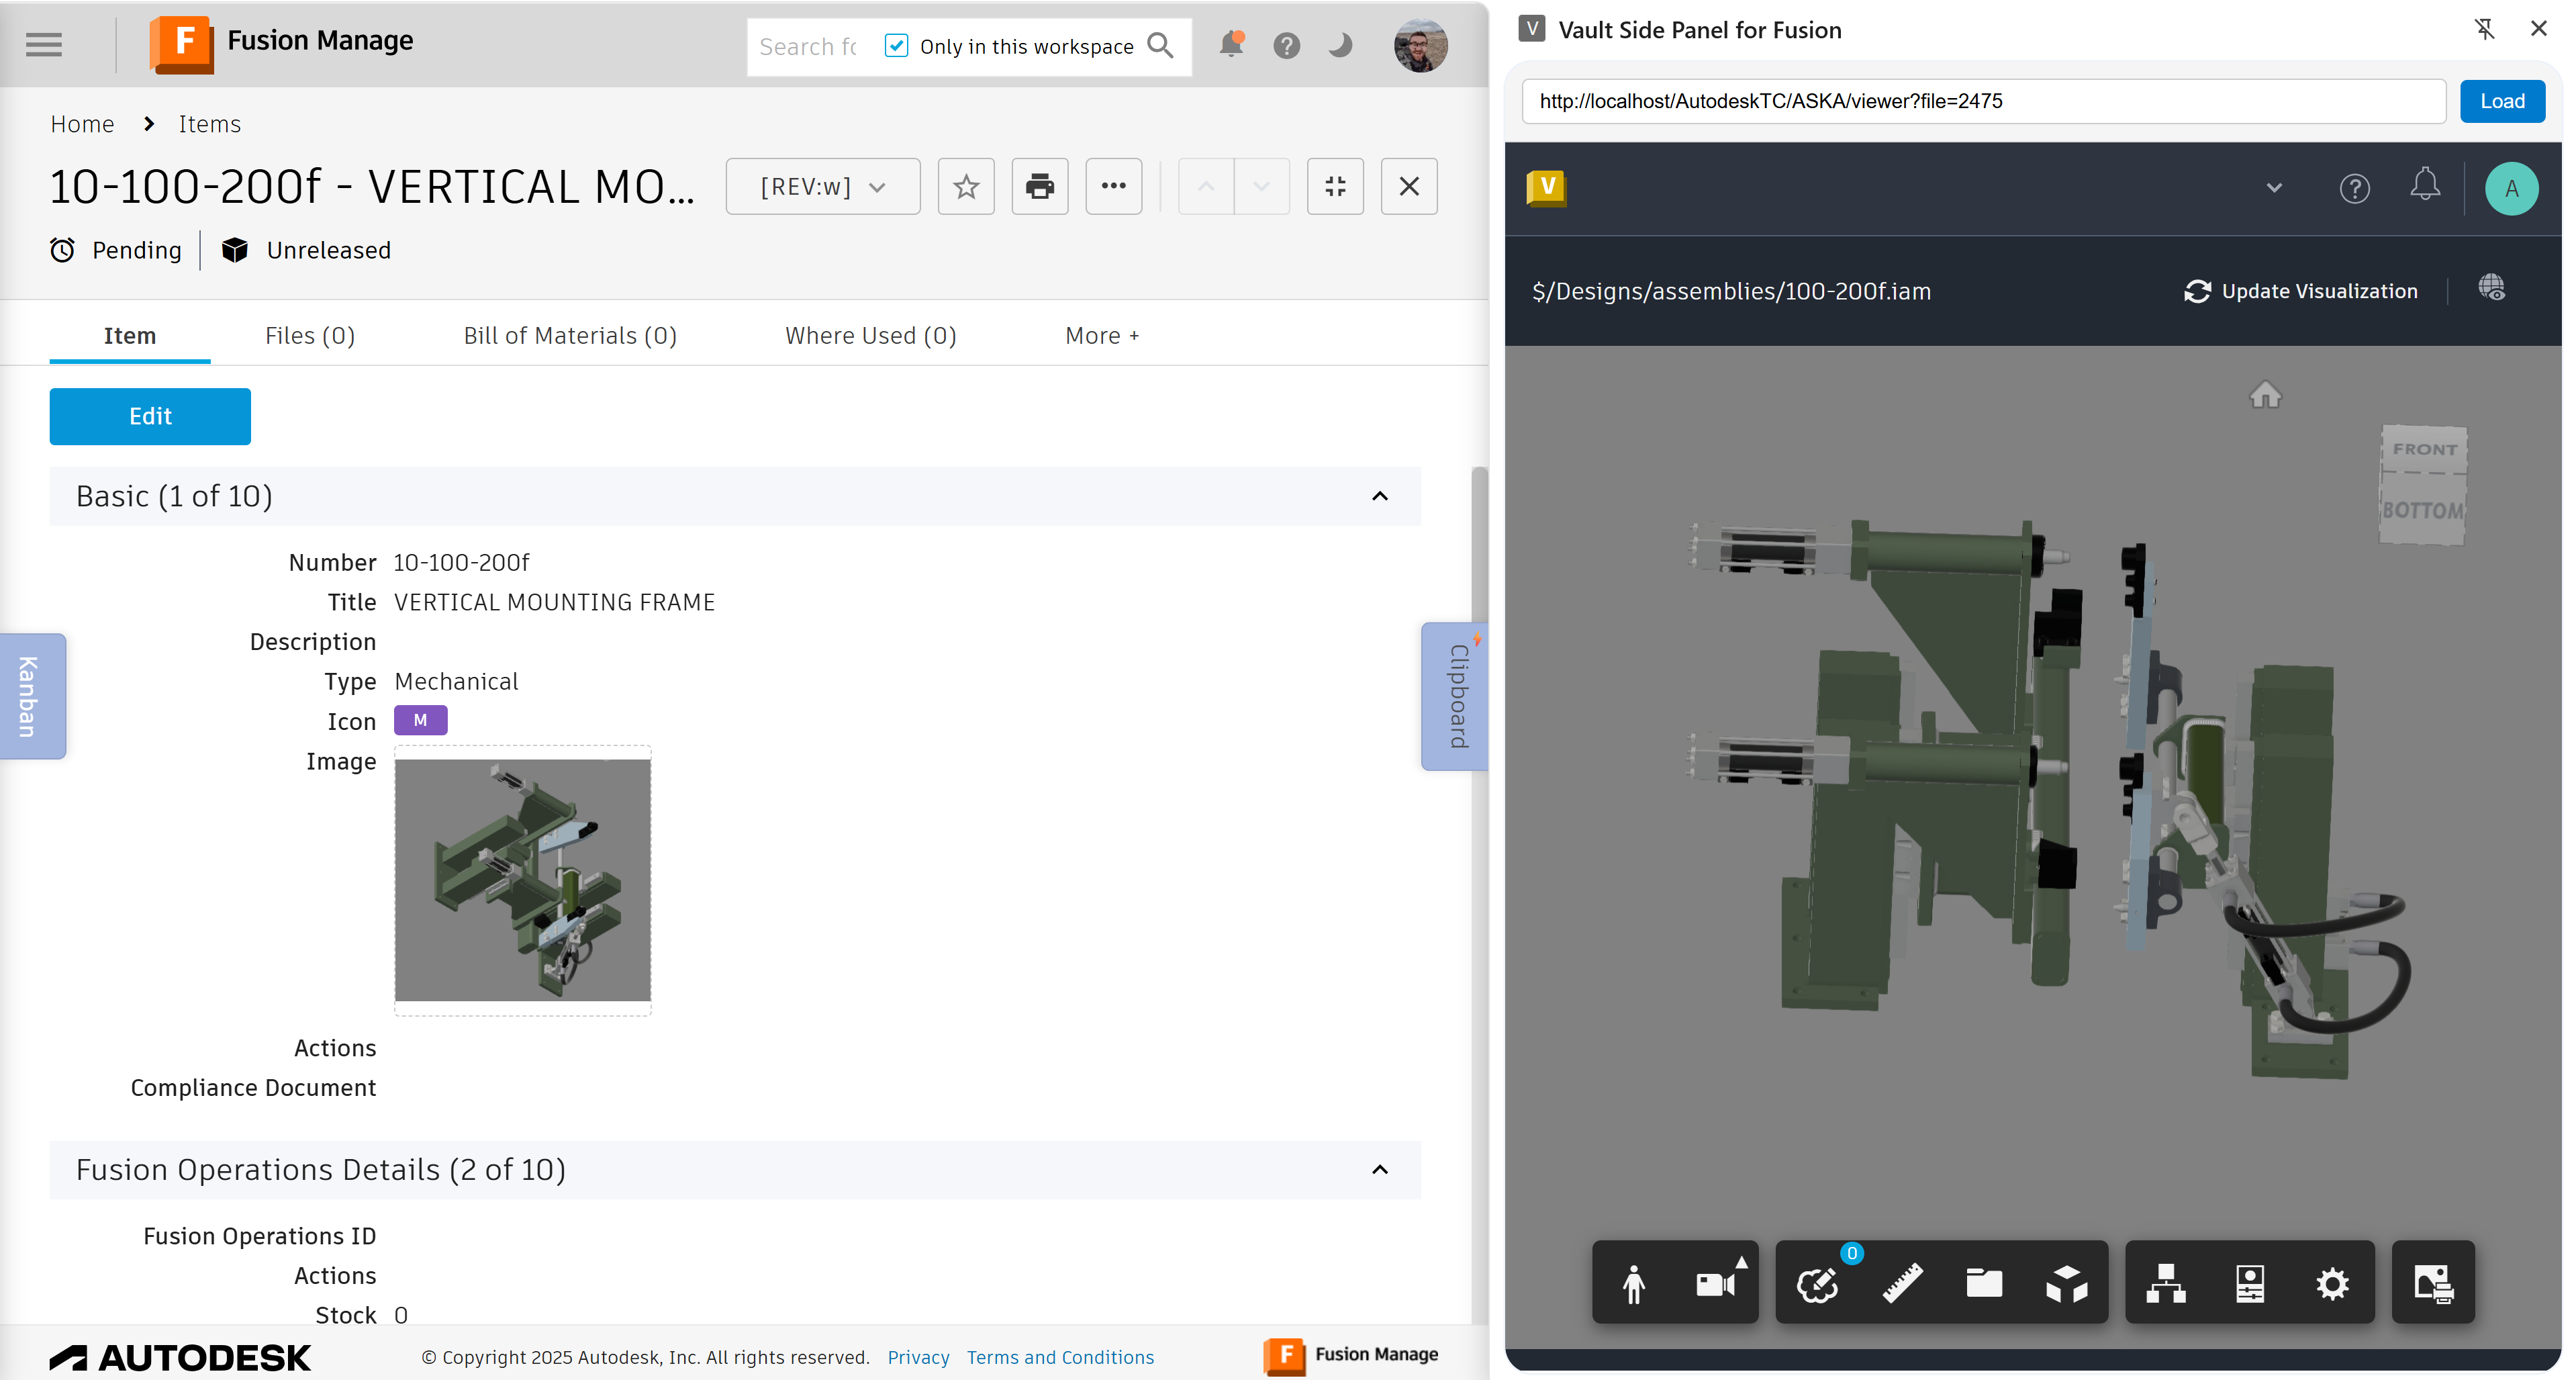 Fusion Manage
Search fo
Only in this workspace
Home > Items
10-100-200f - VERTICAL MO...
[REV:w]
Pending
Unreleased
Item
Files (0)
Bill of Materials (0)
Where Used (0)
More +
Edit
Basic (1 of 10)
Number 10-100-200f
Title VERTICAL MOUNTING FRAME
Description
Type Mechanical
Icon M
Image
Actions
Compliance Document
Fusion Operations Details (2 of 10)
Fusion Operations ID
Actions
Stock 0
Kanban
Clipboard
AUTODESK
© Copyright 2025 Autodesk, Inc. All rights reserved.
Privacy
Terms and Conditions
Fusion Manage
V Vault Side Panel for Fusion
http://localhost/AutodeskTC/ASKA/viewer?file=2475
Load
V
A
$/Designs/assemblies/100-200f.iam
Update Visualization
FRONT
BOTTOM
0